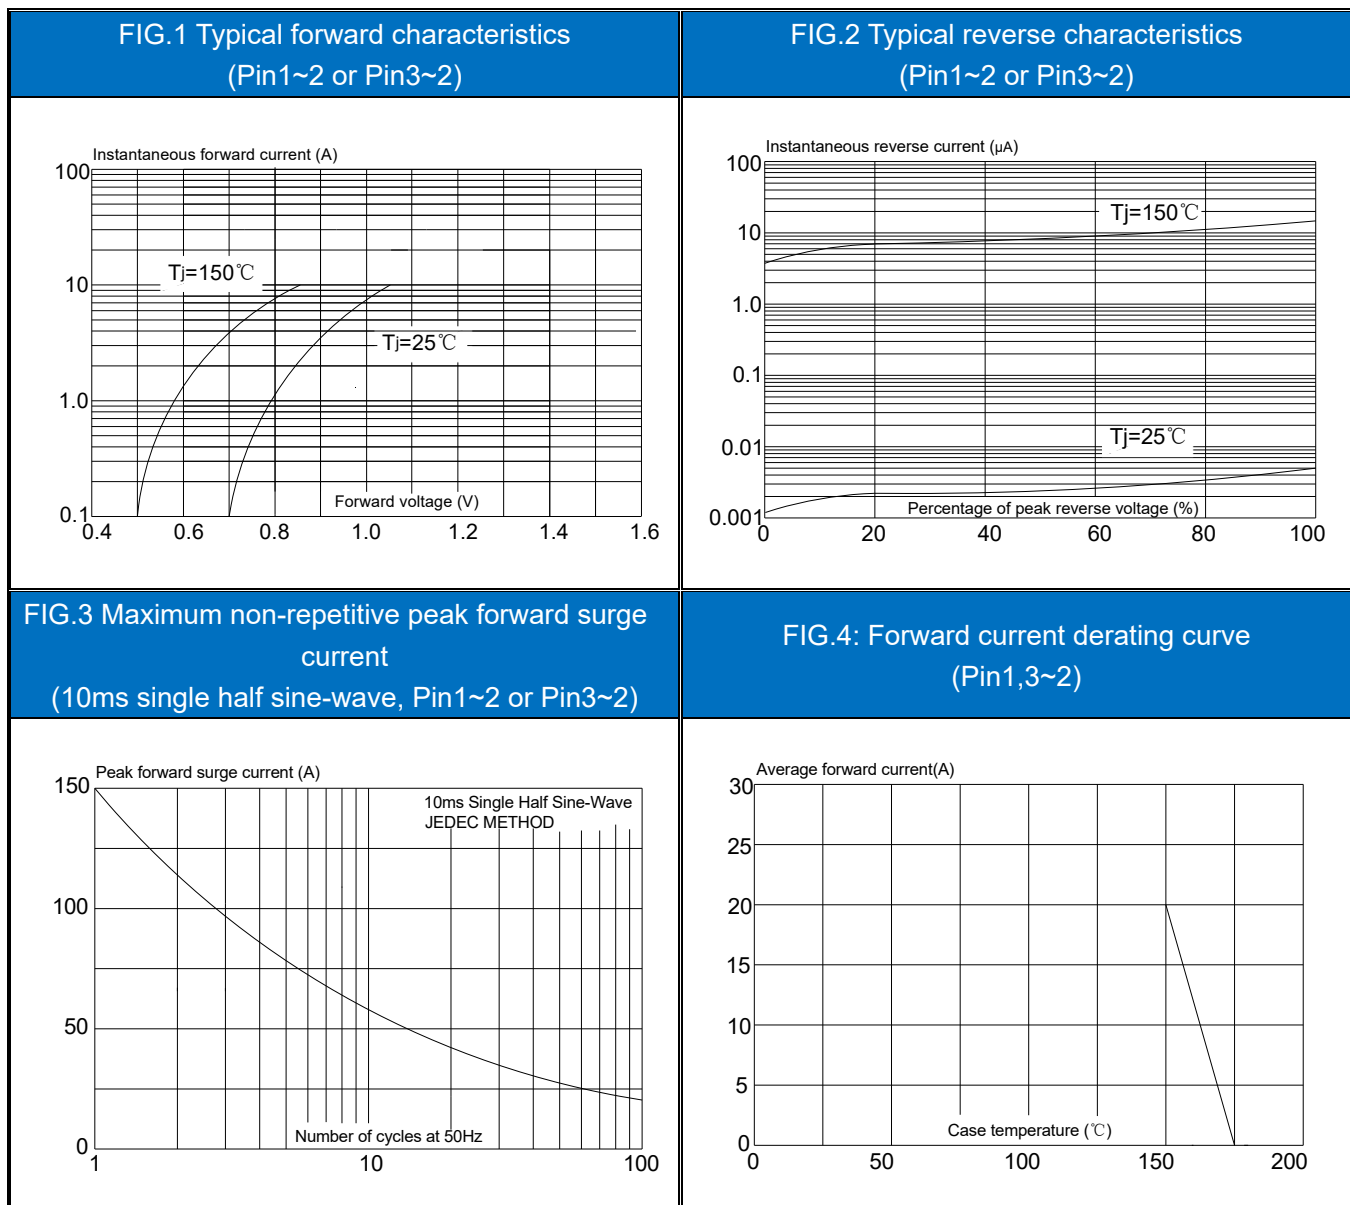 FIG.1 Typical forward characteristics
(Pin1~2 or Pin3~2)
Instantaneous forward current (A)
100
Tj=150℃
10
Tj=25℃
1.0
Forward voltage (V)
0.1
0.4 0.6 0.8 1.0 1.2 1.4 1.6
FIG.2 Typical reverse characteristics
(Pin1~2 or Pin3~2)
Instantaneous reverse current (μA)
100
Tj=150℃
10
1.0
0.1
Tj=25℃
0.01
Percentage of peak reverse voltage (%)
0.001
0 20 40 60 80 100
FIG.3 Maximum non-repetitive peak forward surge
current
(10ms single half sine-wave, Pin1~2 or Pin3~2)
Peak forward surge current (A)
150
10ms Single Half Sine-Wave
JEDEC METHOD
100
50
Number of cycles at 50Hz
0
1 10 100
FIG.4: Forward current derating curve
(Pin1,3~2)
Average forward current(A)
30
25
20
15
10
5
Case temperature (℃)
0
0 50 100 150 200